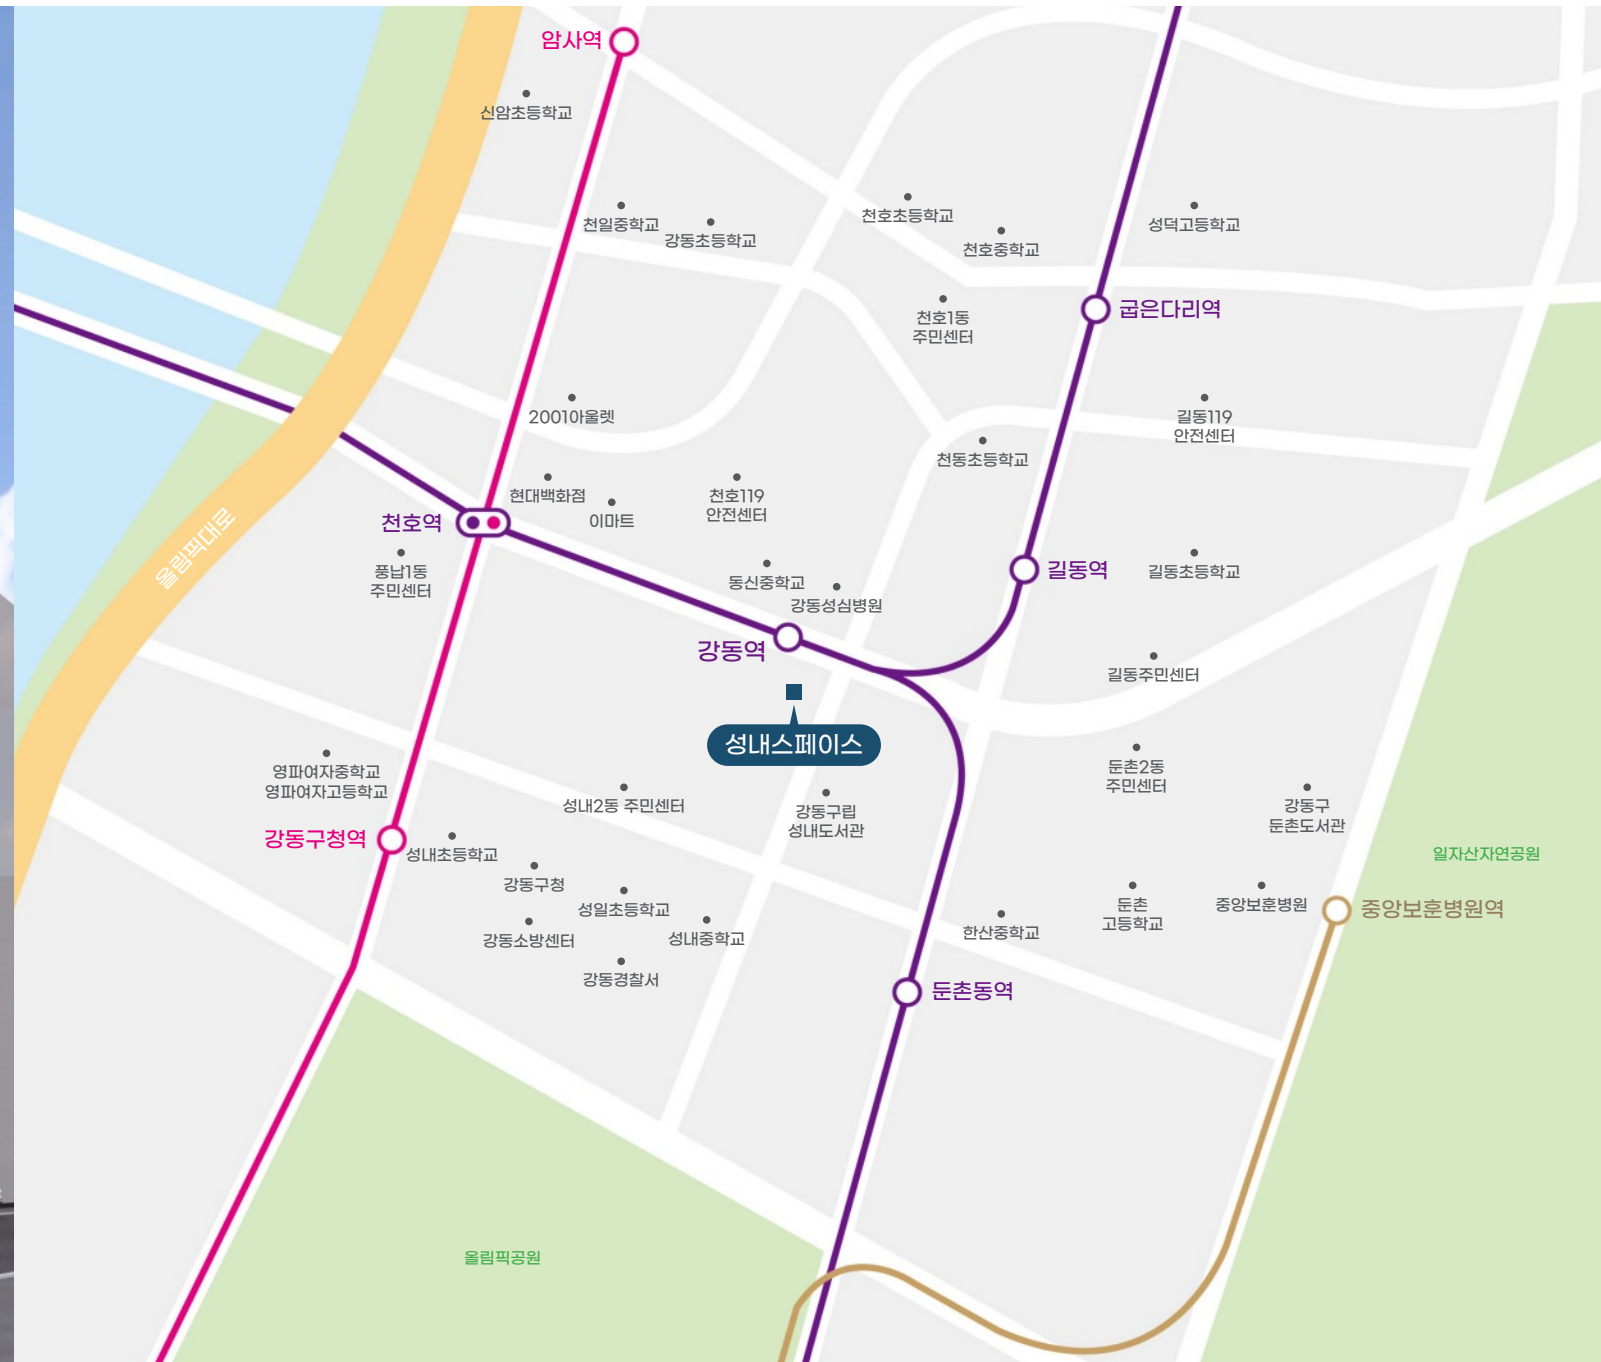 암사역
신암초등학교
천일중학교
강동초등학교
천호초등학교
천호중학교
성덕고등학교
천호1동
주민센터
굽은다리역
2001아울렛
길동119
안전센터
천동초등학교
현대백화점
이마트
천호119
안전센터
천호역
올림픽대로
풍납1동
주민센터
동신중학교
강동성심병원
길동역
길동초등학교
강동역
길동주민센터
성내스페이스
영파여자중학교
영파여자고등학교
성내2동 주민센터
강동구립
성내도서관
둔촌2동
주민센터
강동구
둔촌도서관
강동구청역
성내초등학교
일자산자연공원
강동구청
성일초등학교
강동소방센터
성내중학교
강동경찰서
한산중학교
둔촌
고등학교
중앙보훈병원
중앙보훈병원역
둔촌동역
올림픽공원